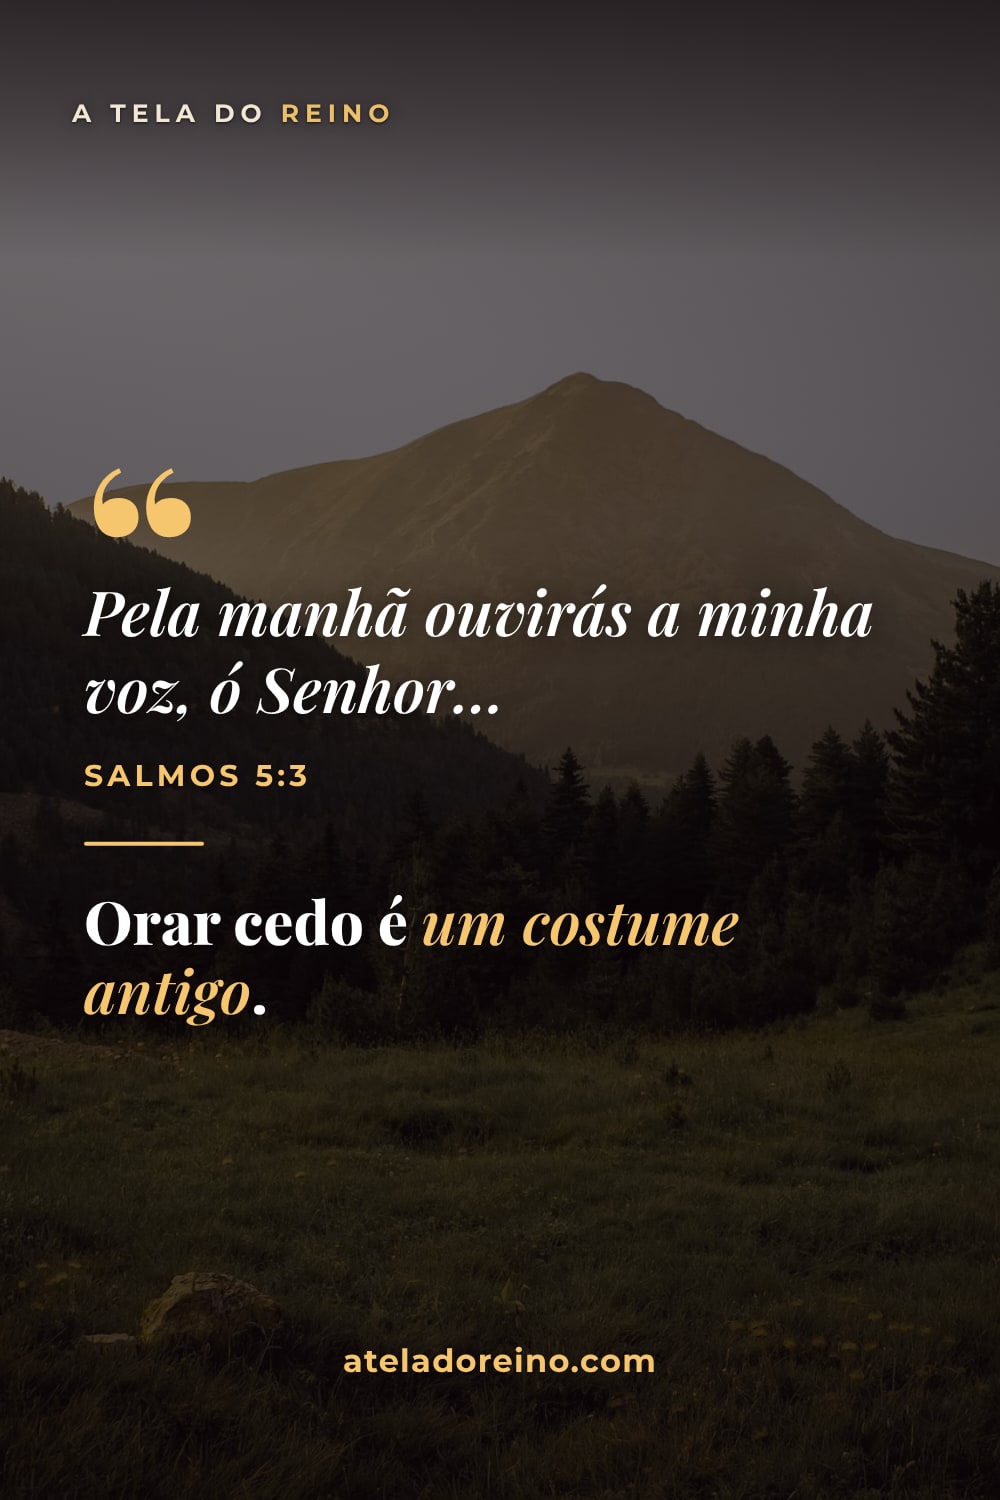 A TELA DO REINO
“
Pela manhã ouvirás a minha
voz, ó Senhor...
SALMOS 5:3
Orar cedo é um costume
antigo.
ateladoreino.com